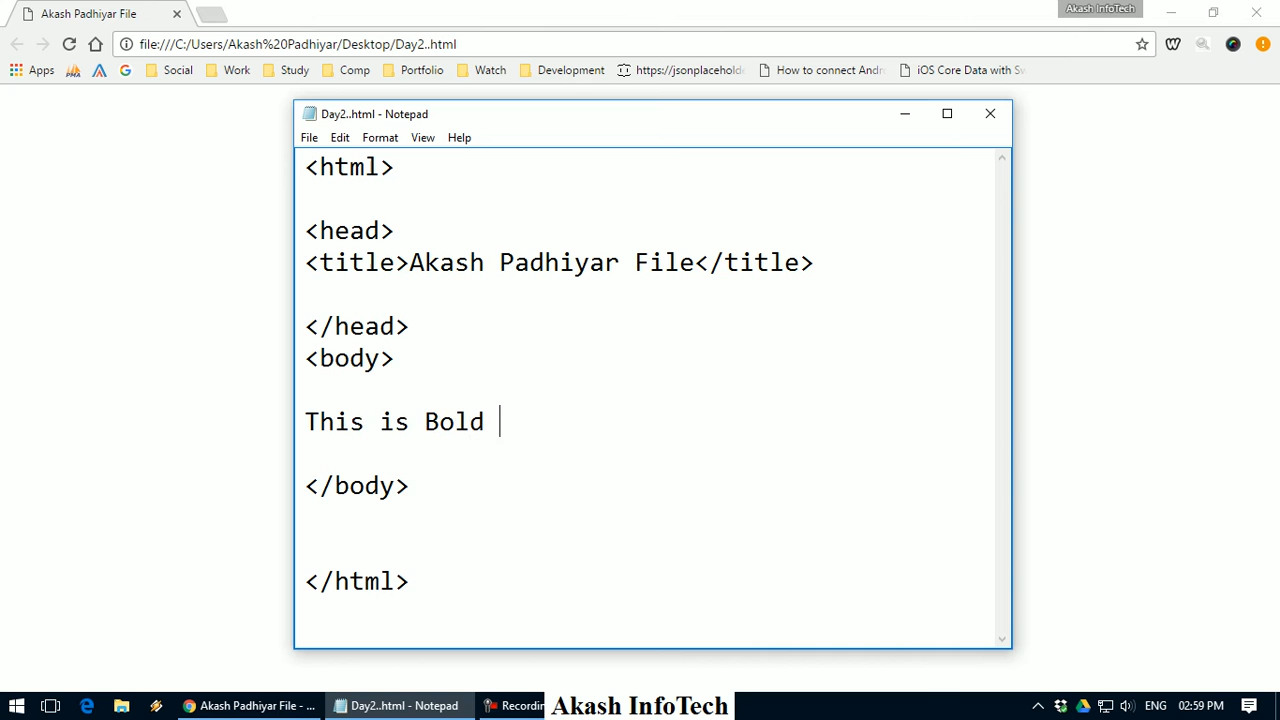 Akash Padhiyar File
Akash InfoTech
file:///C:/Users/Akash%20Padhiyar/Desktop/Day2..html
Apps
Social
Work
Study
Comp
Portfolio
Watch
Development
https://jsonplaceholde
How to connect Andr
iOS Core Data with Sw
Day2..html - Notepad
File Edit Format View Help
<html>
<head>
<title>Akash Padhiyar File</title>
</head>
<body>
This is Bold
</body>
</html>
Akash Padhiyar File - ...
Day2..html - Notepad
Recordin
Akash InfoTech
ENG
02:59 PM